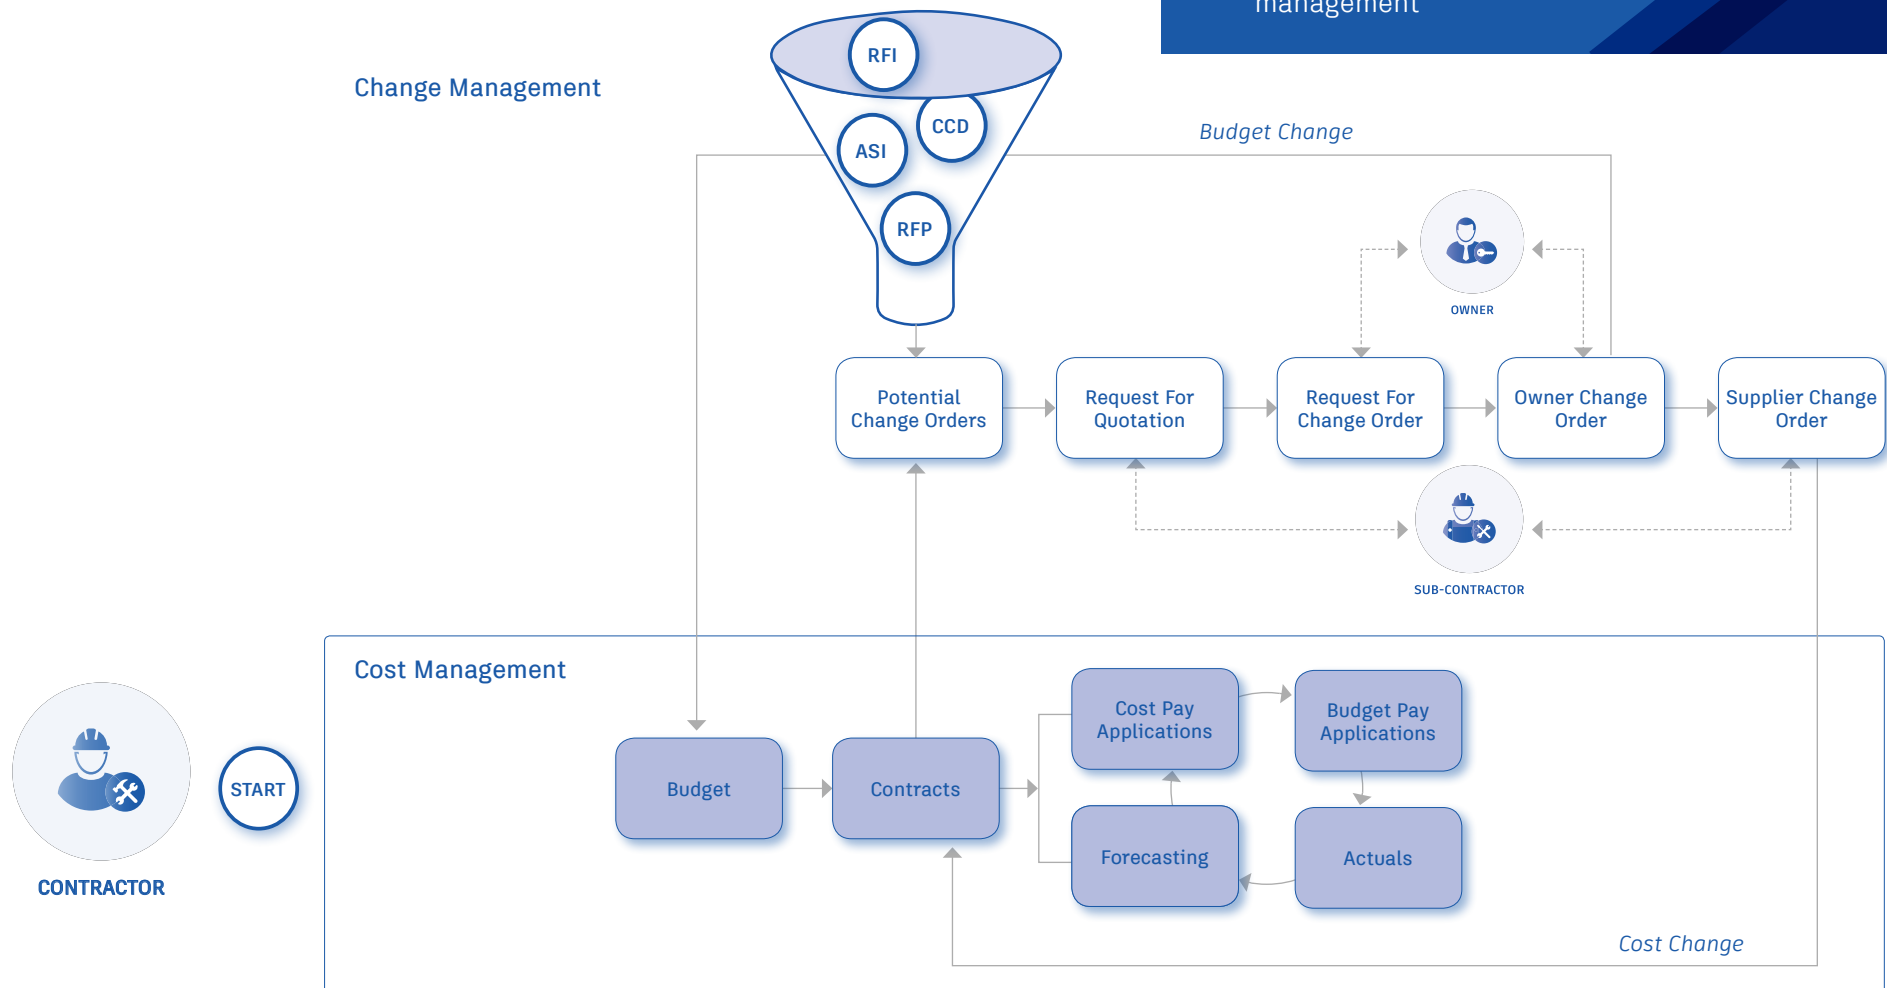 management
Change Management
RFI
CCD
ASI
RFP
Budget Change
OWNER
Potential
Change Orders
Request For
Quotation
Request For
Change Order
Owner Change
Order
Supplier Change
Order
SUB-CONTRACTOR
Cost Management
CONTRACTOR
START
Budget
Contracts
Cost Pay
Applications
Budget Pay
Applications
Forecasting
Actuals
Cost Change